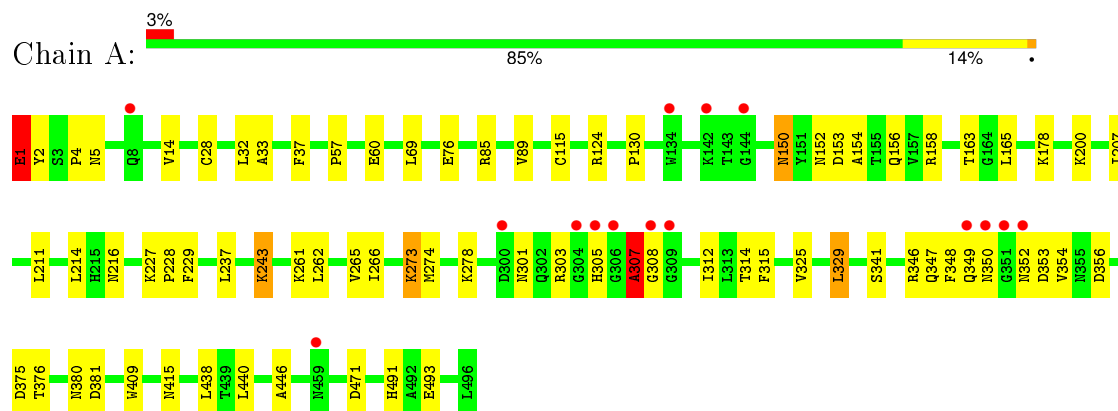 3%
Chain A:
85% 14% •
E1 Y2 S3 P4 N5 Q8 V14 C28 L32 A33 F37 P57 E60 L69 E76 R85 V89 C115 R124 P130 W134 K142 T143 G144 N150 Y151 N152 D153 A154 T155 Q156 V157 R158 T163 G164 L165 K178 K200
L211 L214 H215 N216 K227 P228 F229 L237 K243 K261 L262 V265 I266 K273 M274 K278 D300 N301 Q302 R303 G304 H305 G306 A307 G308 G309 I312 L313 T314 F315 V325 L329 S341 R346 Q347 F348 Q349 N350 G351 N352 D353 V354 N355 D356
D375 T376 N380 D381 W409 N415 L438 T439 L440 A446 N459 D471 H491 A492 E493 L496